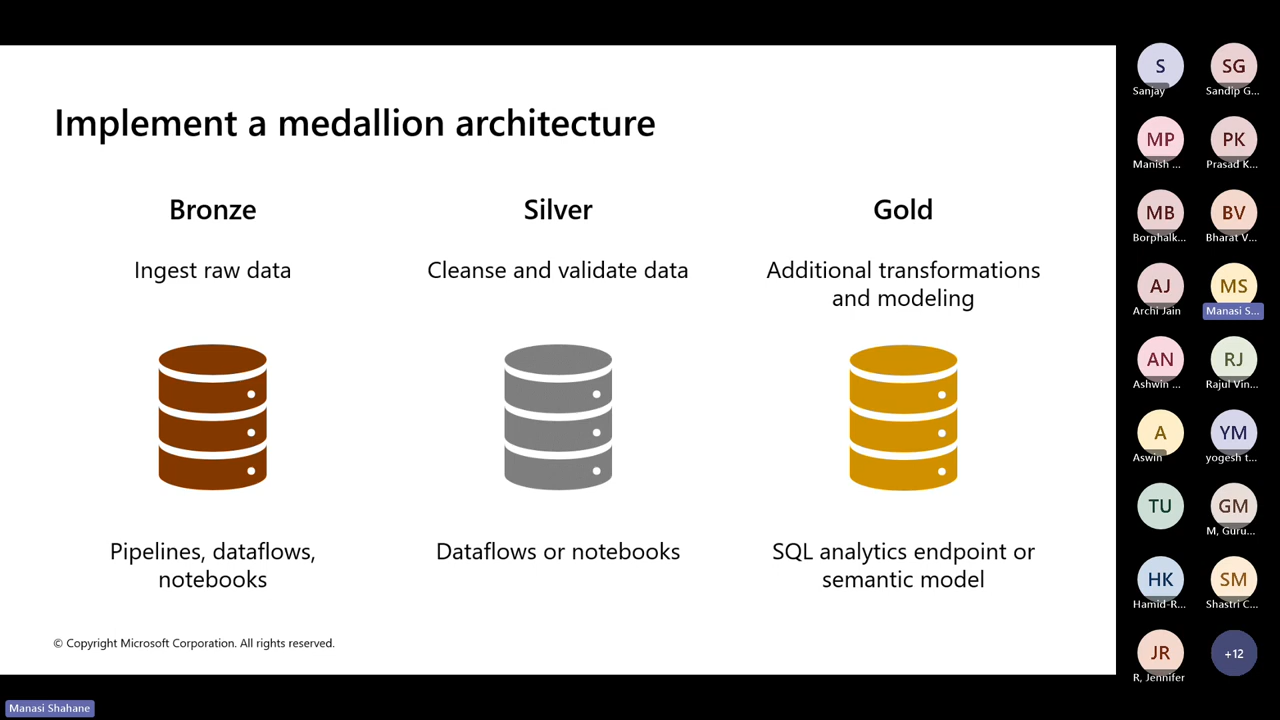 Implement a medallion architecture
Bronze
Ingest raw data
Pipelines, dataflows,
notebooks
Silver
Cleanse and validate data
Dataflows or notebooks
Gold
Additional transformations
and modeling
SQL analytics endpoint or
semantic model
© Copyright Microsoft Corporation. All rights reserved.
Manasi Shahane
S
Sanjay
SG
Sandip G...
MP
Manish ...
PK
Prasad K...
MB
Borphalk...
BV
Bharat V...
AJ
Archi Jain
MS
Manasi S...
AN
Ashwin ...
RJ
Rajul Vin...
A
Aswin
YM
yogesh t...
TU
GM
M, Guru...
HK
Hamid-R...
SM
Shastri C...
JR
R, Jennifer
+12